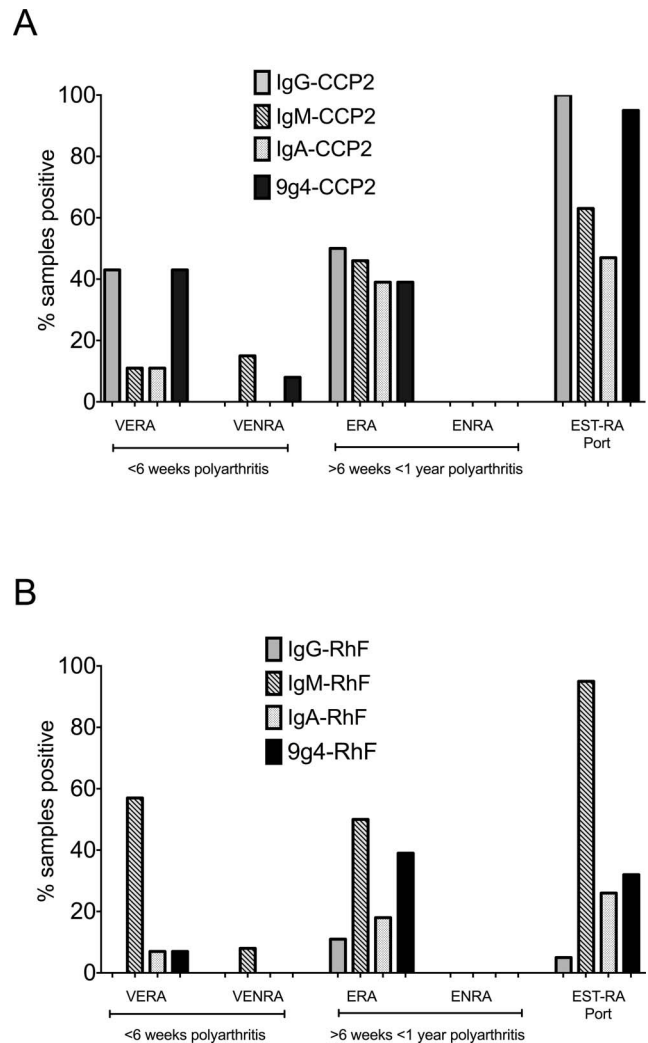 A
IgG-CCP2
IgM-CCP2
IgA-CCP2
9g4-CCP2
% samples positive
100
80
60
40
20
0
VERA VENRA ERA ENRA EST-RA
Port
<6 weeks polyarthritis >6 weeks <1 year polyarthritis
B
IgG-RhF
IgM-RhF
IgA-RhF
9g4-RhF
% samples positive
100
80
60
40
20
0
VERA VENRA ERA ENRA EST-RA
Port
<6 weeks polyarthritis >6 weeks <1 year polyarthritis